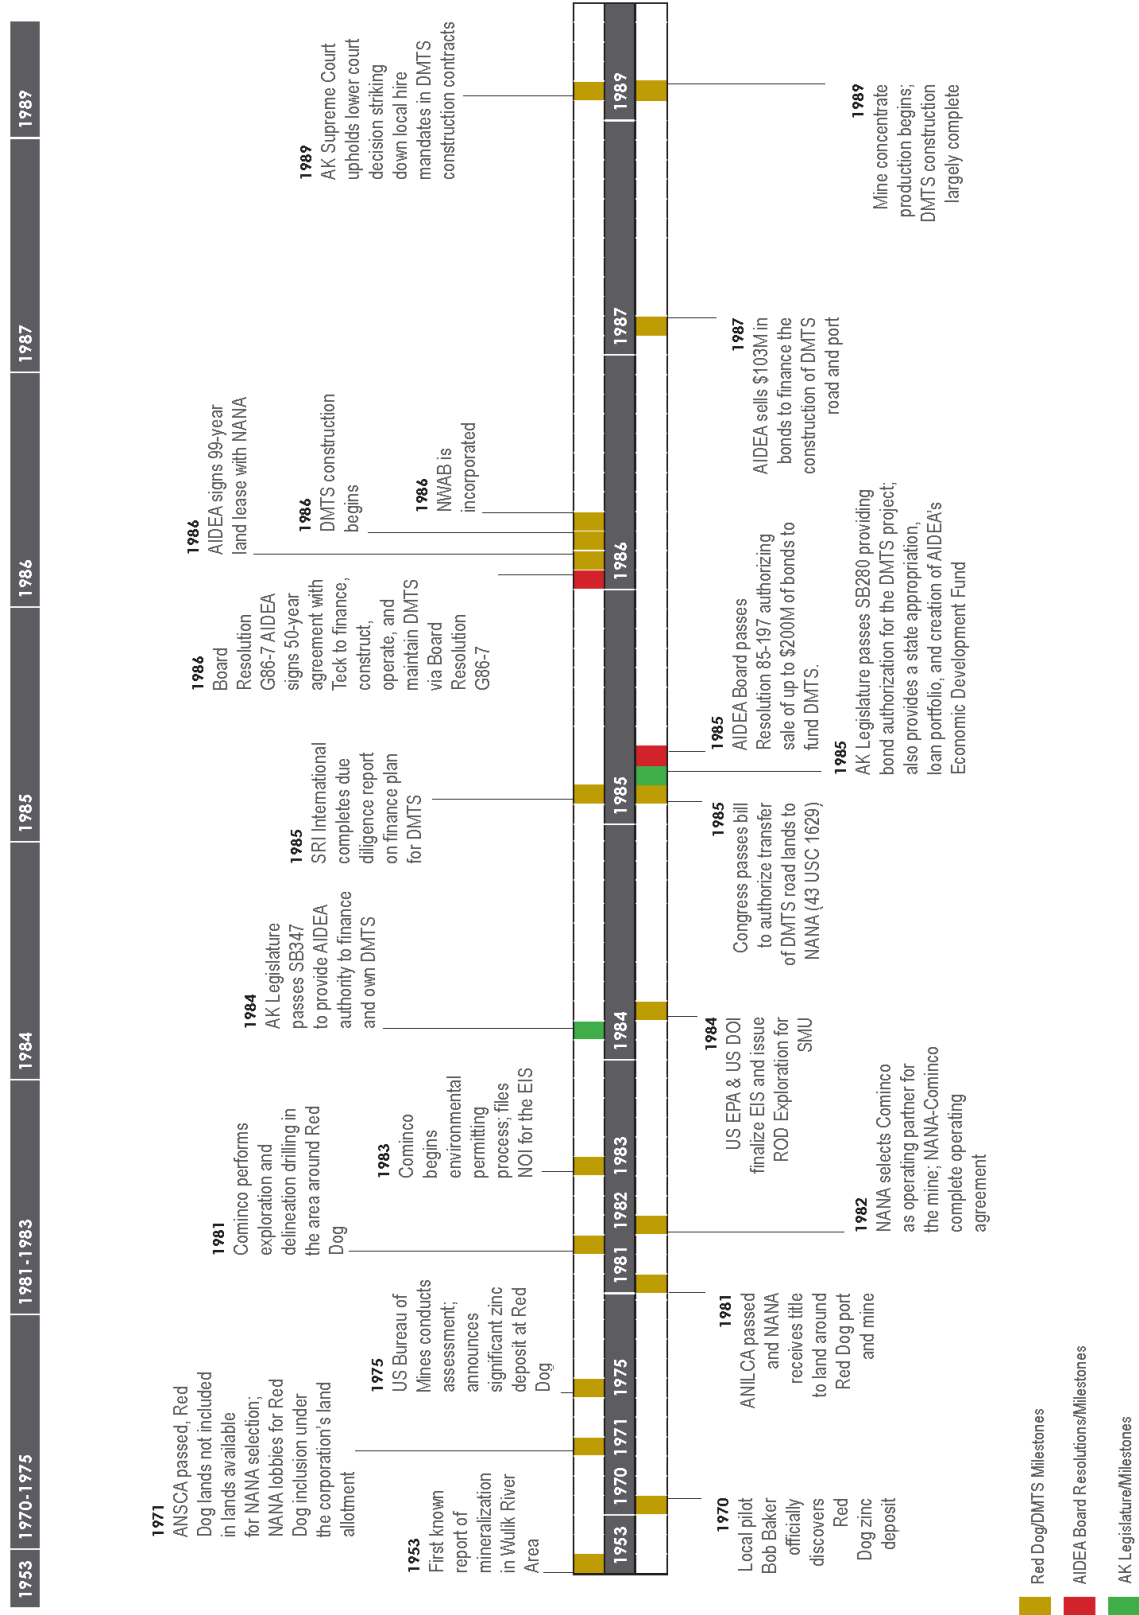 1953
1970-1975
1981-1983
1984
1985
1986
1987
1989
1971
ANSCA passed, Red
Dog lands not included
in lands available
for NANA selection;
NANA lobbies for Red
Dog inclusion under
the corporation's land
allotment
1981
Cominco performs
exploration and
delineation drilling in
the area around Red
Dog
1984
AK Legislature
passes SB347
to provide AIDEA
authority to finance
and own DMTS
1985
SRI International
completes due
diligence report
on finance plan
for DMTS
1986
Board
Resolution
G86-7 AIDEA
signs 50-year
agreement with
Teck to finance,
construct,
operate, and
maintain DMTS
via Board
Resolution
G86-7
1986
AIDEA signs 99-year
land lease with NANA
1986
DMTS construction
begins
1986
NWAB is
incorporated
1989
AK Supreme Court
upholds lower court
decision striking
down local hire
mandates in DMTS
construction contracts
1953
First known
report of
mineralization
in Wulik River
Area
1975
US Bureau of
Mines conducts
assessment;
announces
significant zinc
deposit at Red
Dog
1983
Cominco
begins
environmental
permitting
process; files
NOI for the EIS
1953
1970
1971
1975
1981
1982
1983
1984
1985
1986
1987
1989
1970
Local pilot
Bob Baker
officially
discovers
Red
Dog zinc
deposit
1981
ANILCA passed
and NANA
receives title
to land around
Red Dog port
and mine
1982
NANA selects Cominco
as operating partner for
the mine; NANA-Cominco
complete operating
agreement
1984
US EPA & US DOI
finalize EIS and issue
ROD Exploration for
SMU
1985
Congress passes bill
to authorize transfer
of DMTS road lands to
NANA (43 USC 1629)
1985
AIDEA Board passes
Resolution 85-197 authorizing
sale of up to $200M of bonds to
fund DMTS.
1985
AK Legislature passes SB280 providing
bond authorization for the DMTS project;
also provides a state appropriation,
loan portfolio, and creation of AIDEA's
Economic Development Fund
1987
AIDEA sells $103M in
bonds to finance the
construction of DMTS
road and port
1989
Mine concentrate
production begins;
DMTS construction
largely complete
Red Dog/DMTS Milestones
AIDEA Board Resolutions/Milestones
AK Legislature/Milestones